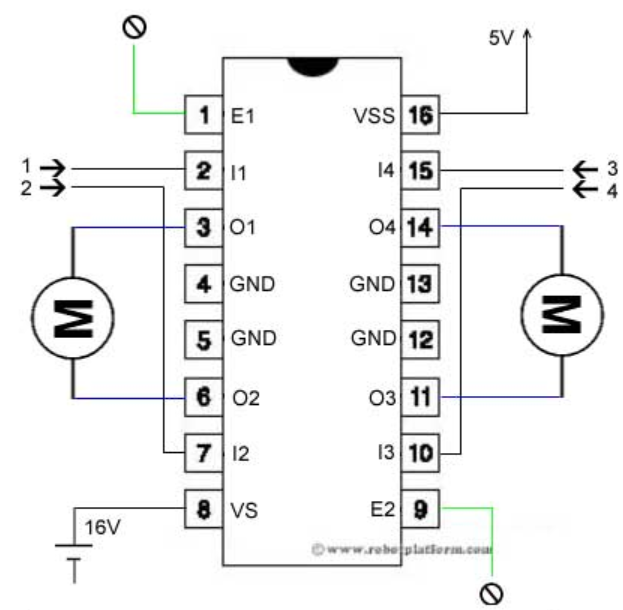 5V
1 E1 VSS 16
1 2 I1 I4 15 3
2 4
3 O1 O4 14
M M
4 GND GND 13
5 GND GND 12
6 O2 O3 11
7 I2 I3 10
8 VS E2 9
16V
© www.robotplatform.com